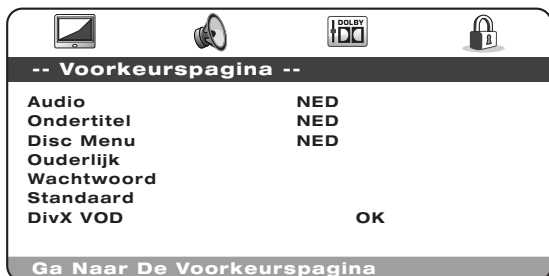 DOLBY
-- Voorkeurspagina --
Audio NED
Ondertitel NED
Disc Menu NED
Ouderlijk
Wachtwoord
Standaard
DivX VOD OK
Ga Naar De Voorkeurspagina